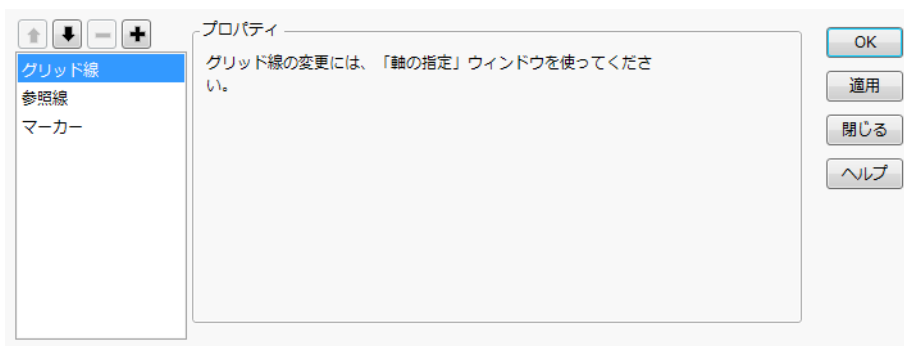 グリッド線
参照線
マーカー
プロパティ
グリッド線の変更には、「軸の指定」ウィンドウを使ってくださ
い。
OK
適用
閉じる
ヘルプ